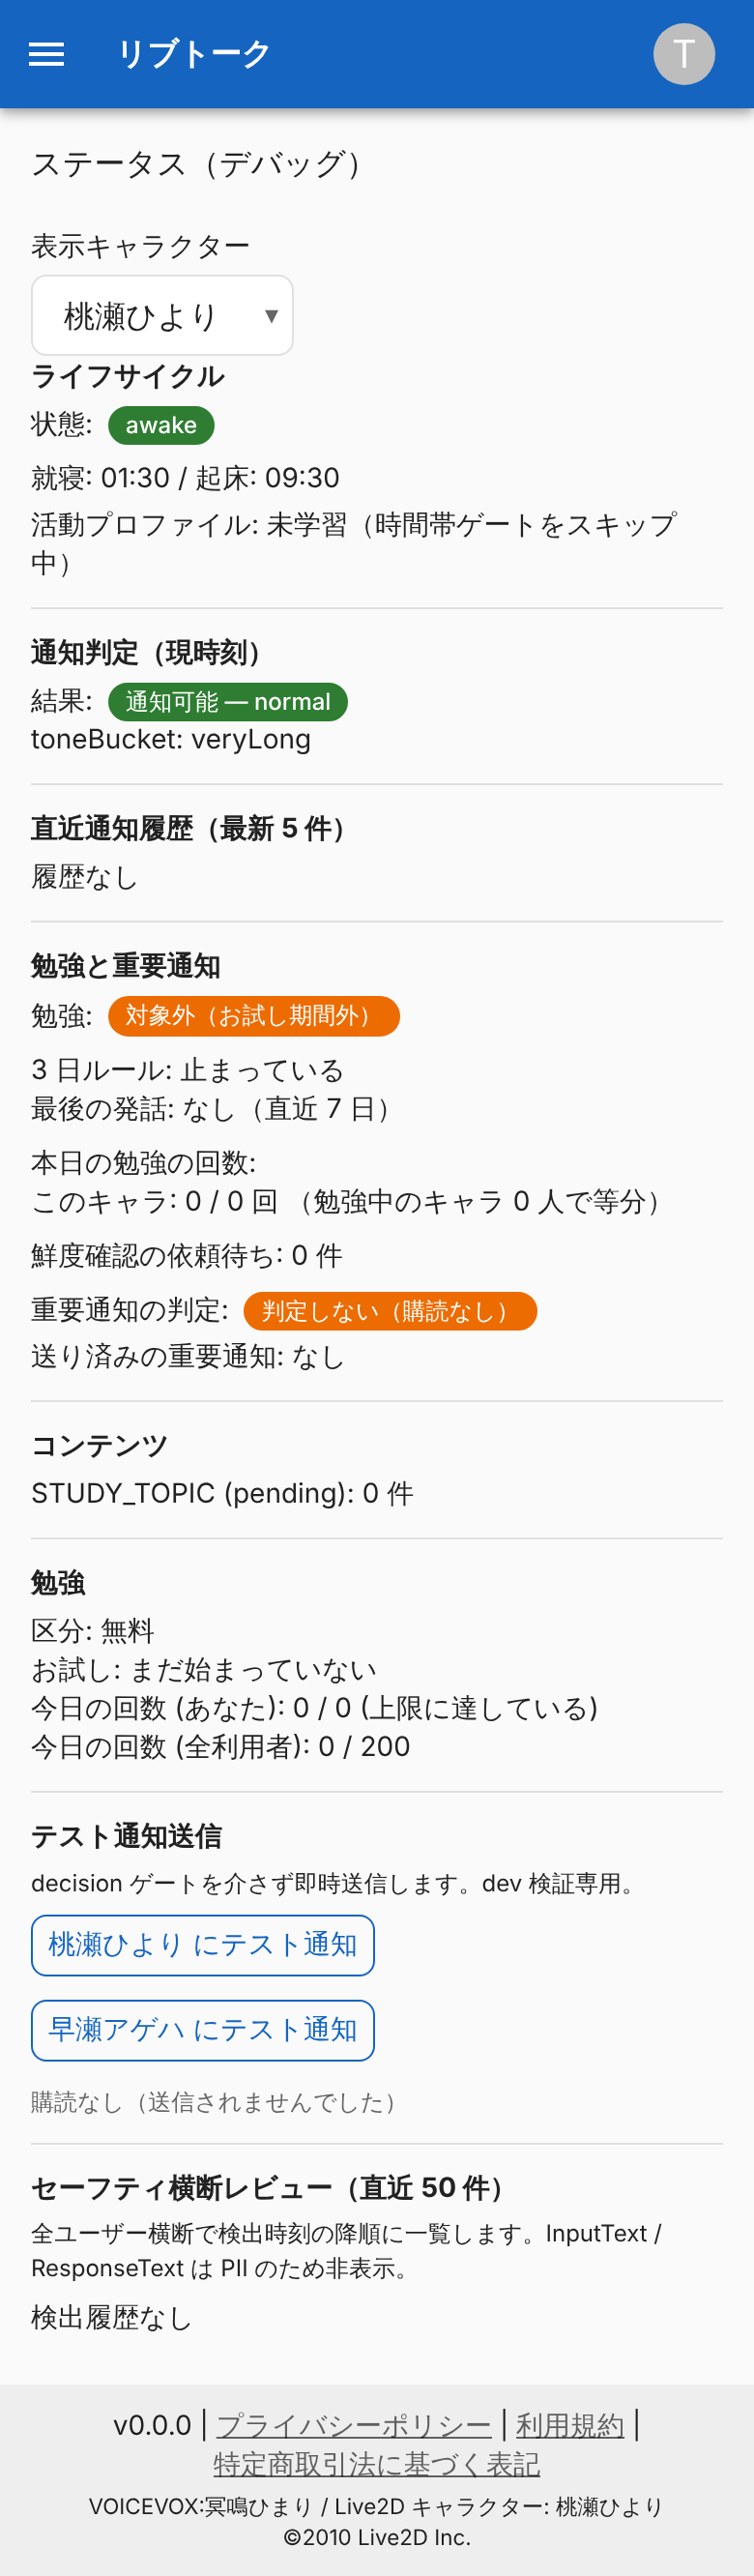 リブトーク
T
ステータス（デバッグ）
表示キャラクター
桃瀬ひより
ライフサイクル
状態: awake
就寝: 01:30 / 起床: 09:30
活動プロファイル: 未学習（時間帯ゲートをスキップ
中）
通知判定（現時刻）
結果: 通知可能 — normal
toneBucket: veryLong
直近通知履歴（最新 5 件）
履歴なし
勉強と重要通知
勉強: 対象外（お試し期間外）
3 日ルール: 止まっている
最後の発話: なし（直近 7 日）
本日の勉強の回数:
このキャラ: 0 / 0 回 （勉強中のキャラ 0 人で等分）
鮮度確認の依頼待ち: 0 件
重要通知の判定: 判定しない（購読なし）
送り済みの重要通知: なし
コンテンツ
STUDY_TOPIC (pending): 0 件
勉強
区分: 無料
お試し: まだ始まっていない
今日の回数 (あなた): 0 / 0 (上限に達している)
今日の回数 (全利用者): 0 / 200
テスト通知送信
decision ゲートを介さず即時送信します。dev 検証専用。
桃瀬ひより にテスト通知
早瀬アゲハ にテスト通知
購読なし（送信されませんでした）
セーフティ横断レビュー（直近 50 件）
全ユーザー横断で検出時刻の降順に一覧します。InputText /
ResponseText は PII のため非表示。
検出履歴なし
v0.0.0 | プライバシーポリシー | 利用規約 |
特定商取引法に基づく表記
VOICEVOX:冥鳴ひまり / Live2D キャラクター: 桃瀬ひより
©2010 Live2D Inc.